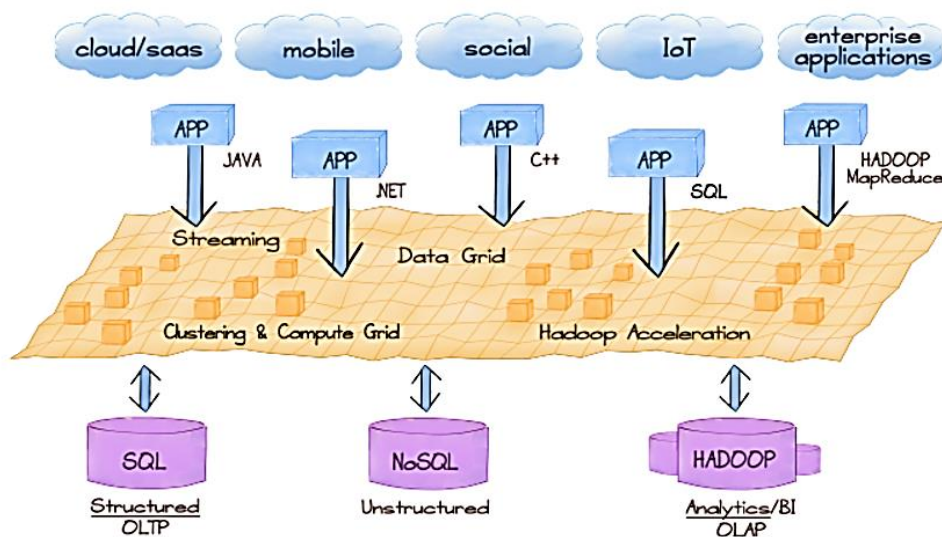 cloud/saas
mobile
social
IoT
enterprise
applications
APP
JAVA
APP
.NET
APP
C++
APP
SQL
APP
HADOOP
MapReduce
Streaming
Data Grid
Clustering & Compute Grid
Hadoop Acceleration
SQL
NoSQL
HADOOP
Structured
OLTP
Unstructured
Analytics/BI
OLAP